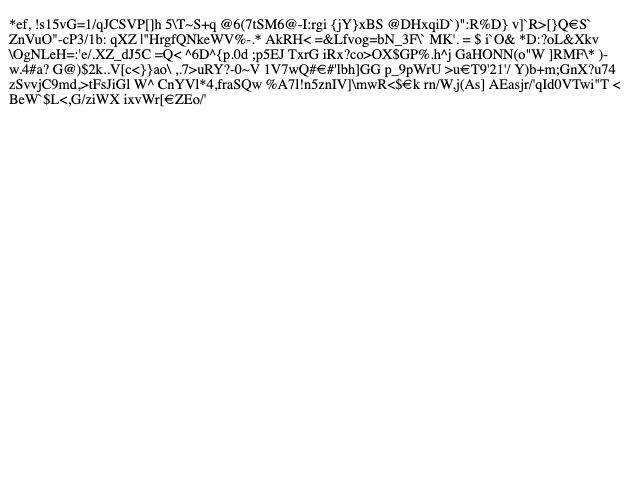 *ef, !s15vG=1/qJCSVP[]h 5\T~S+q @6(7tSM6@-I:rgi {jY}xBS @DHxqiD`)":R%D} v]`R>[}Q€S`
ZnVuO"-cP3/1b: qXZ l"HrgfQNkeWV%-.* AkRH< =&Lfvog=bN_3F\` MK'. = $ i`O& *D:?oL&Xkv
\OgNLeH=:'e/.XZ_dJ5C =Q< ^6D^{p.0d ;p5EJ TxrG iRx?co>OX$GP%.h^j GaHONN(o"W ]RMF\* )-
w.4#a? G@)$2k..V[c<}}ao\ ,.7>uRY?-0~V 1V7wQ#€#'lbh]GG p_9pWrU >u€T9'21'/ Y)b+m;GnX?u74
zSvvjC9md,>tFsJiGl W^ CnYVl*4,fraSQw %A7l!n5znIV]\mwR<$€k rn/W,j(As] AEasjr/'qId0VTwi"T <
BeW`$L<,G/ziWX ixvWr[€ZEo/'